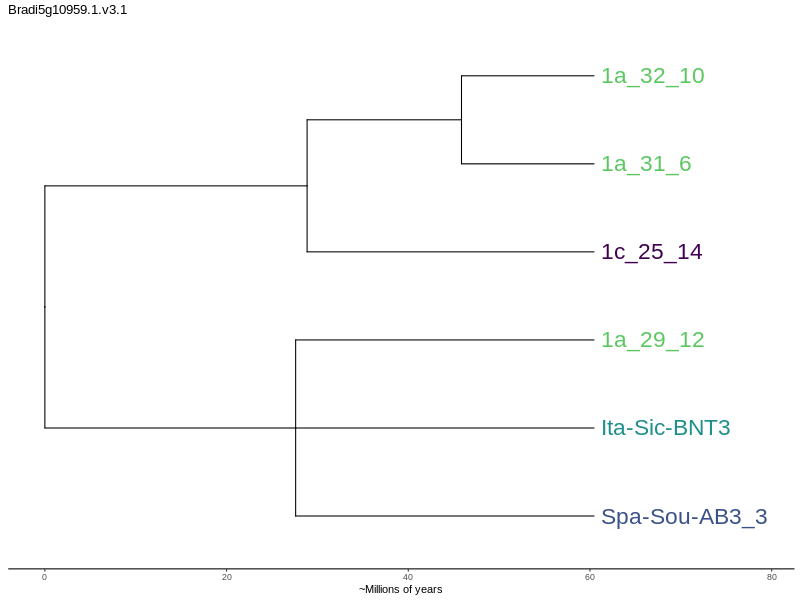 Bradi5g10959.1.v3.1
1a_32_10
1a_31_6
1c_25_14
1a_29_12
Ita-Sic-BNT3
Spa-Sou-AB3_3
0 20 40 60 80
~Millions of years